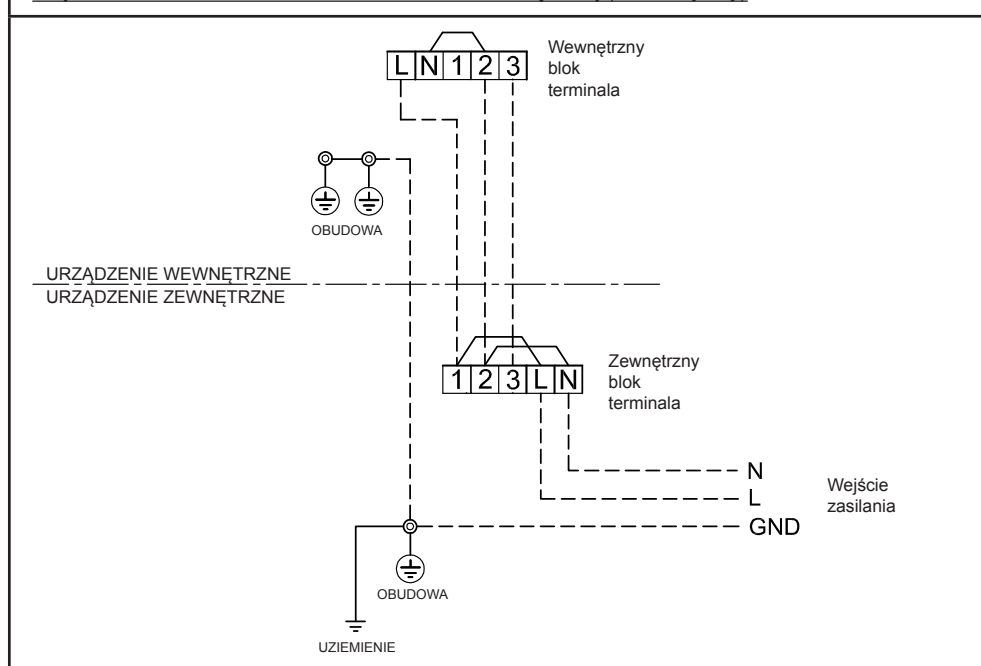 Wewnętrzny
blok
terminala
L N 1 2 3
OBUDOWA
URZĄDZENIE WEWNĘTRZNE
URZĄDZENIE ZEWNĘTRZNE
Zewnętrzny
blok
terminala
1 2 3 L N
N
L
GND
Wejście
zasilania
OBUDOWA
UZIEMIENIE